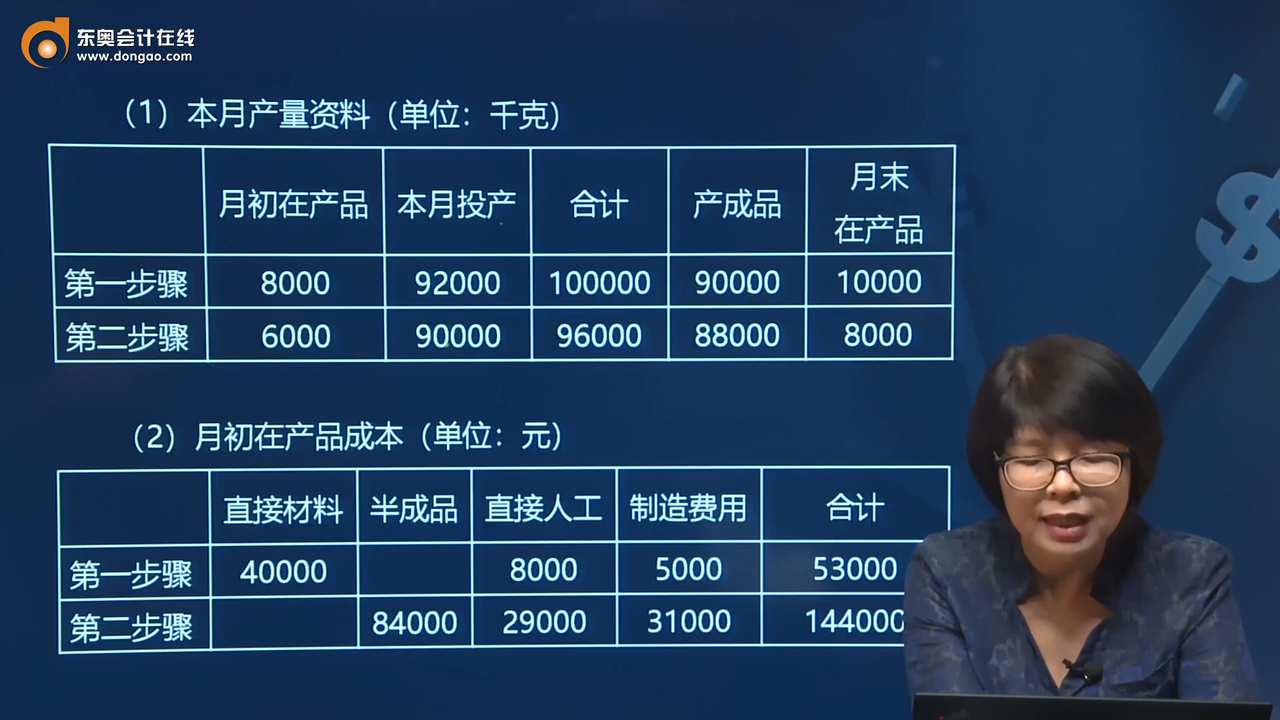 东奥会计在线
www.dongao.com
（1）本月产量资料（单位：千克）
月初在产品 本月投产 合计 产成品 月末
在产品
第一步骤 8000 92000 100000 90000 10000
第二步骤 6000 90000 96000 88000 8000
（2）月初在产品成本（单位：元）
直接材料 半成品 直接人工 制造费用 合计
第一步骤 40000 8000 5000 53000
第二步骤 84000 29000 31000 144000
$